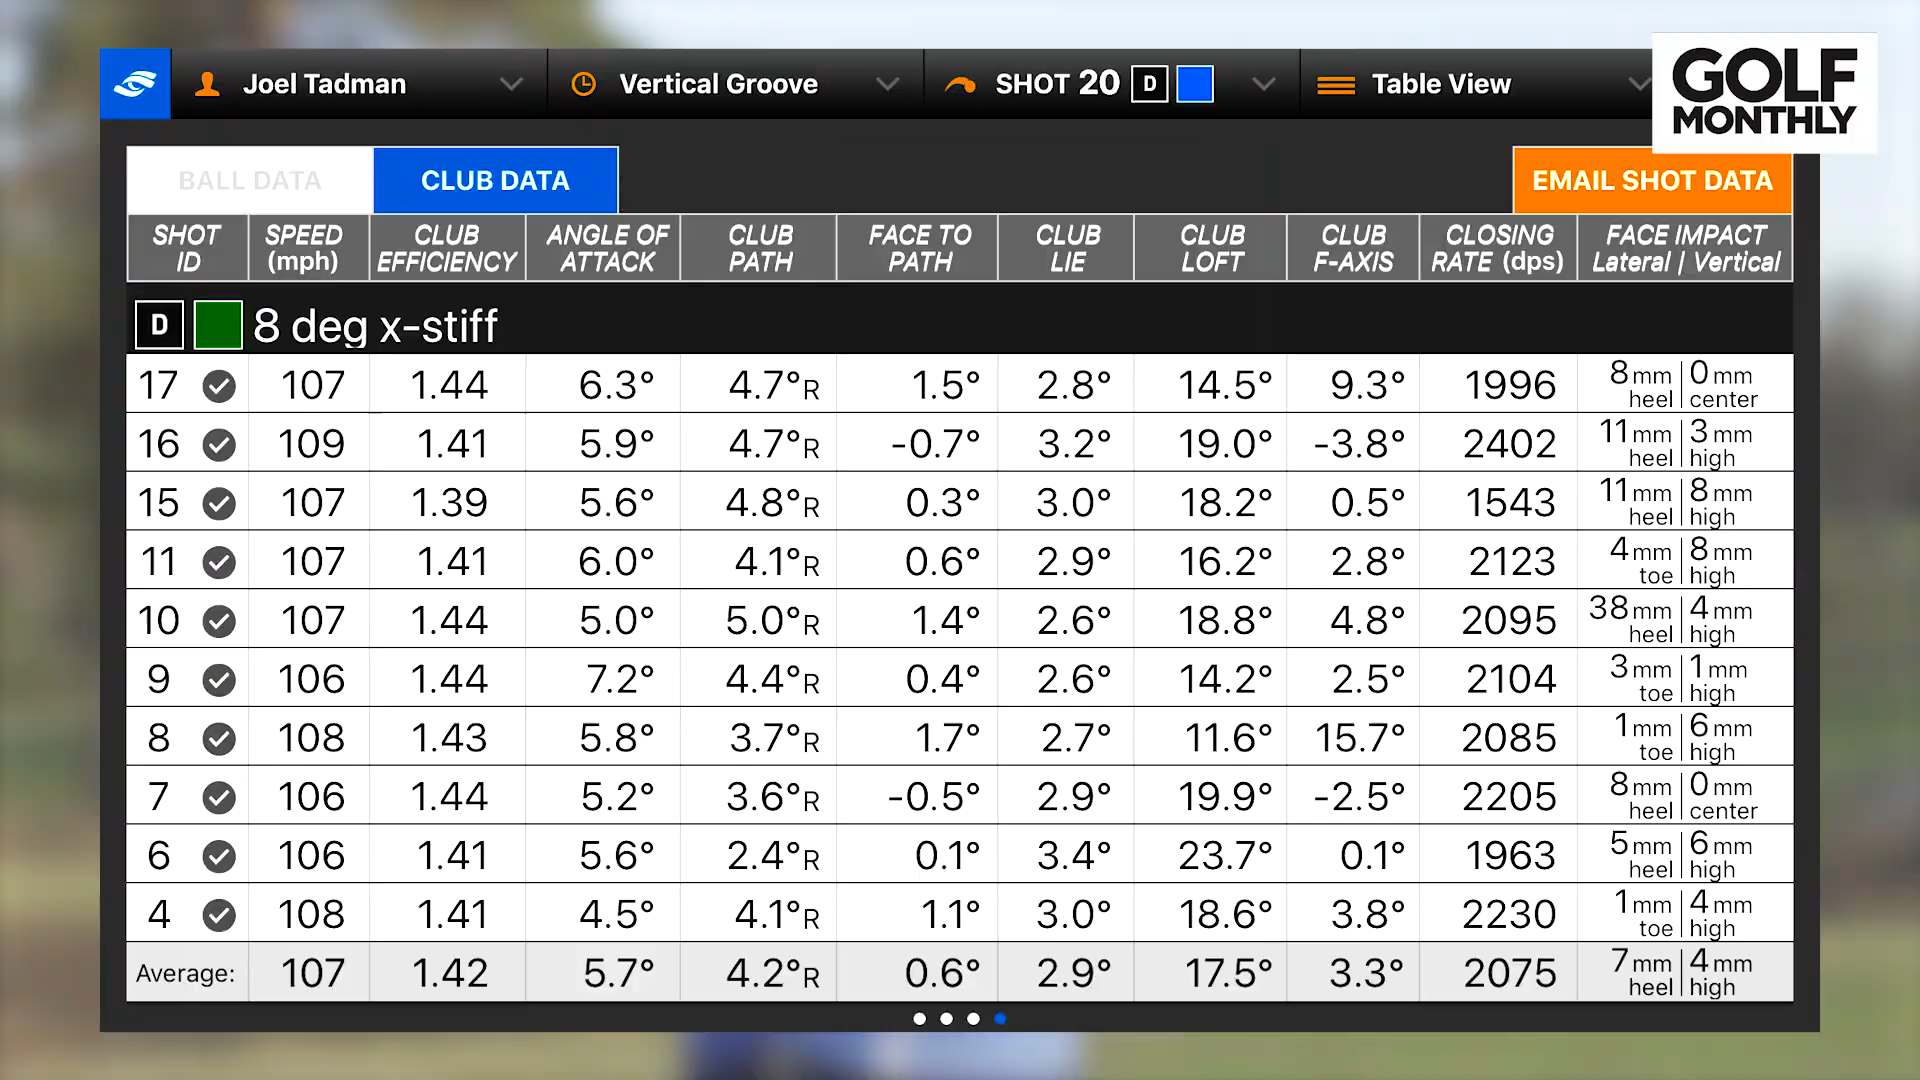 Joel Tadman Vertical Groove SHOT 20 D Table View
GOLF
MONTHLY
BALL DATA CLUB DATA EMAIL SHOT DATA
SHOT ID SPEED (mph) CLUB EFFICIENCY ANGLE OF ATTACK CLUB PATH FACE TO PATH CLUB LIE CLUB LOFT CLUB F-AXIS CLOSING RATE (dps) FACE IMPACT Lateral | Vertical
D 8 deg x-stiff
17 107 1.44 6.3° 4.7°R 1.5° 2.8° 14.5° 9.3° 1996 8mm heel | 0mm center
16 109 1.41 5.9° 4.7°R -0.7° 3.2° 19.0° -3.8° 2402 11mm heel | 3mm high
15 107 1.39 5.6° 4.8°R 0.3° 3.0° 18.2° 0.5° 1543 11mm heel | 8mm high
11 107 1.41 6.0° 4.1°R 0.6° 2.9° 16.2° 2.8° 2123 4mm toe | 8mm high
10 107 1.44 5.0° 5.0°R 1.4° 2.6° 18.8° 4.8° 2095 38mm heel | 4mm high
9 106 1.44 7.2° 4.4°R 0.4° 2.6° 14.2° 2.5° 2104 3mm toe | 1mm high
8 108 1.43 5.8° 3.7°R 1.7° 2.7° 11.6° 15.7° 2085 1mm toe | 6mm high
7 106 1.44 5.2° 3.6°R -0.5° 2.9° 19.9° -2.5° 2205 8mm heel | 0mm center
6 106 1.41 5.6° 2.4°R 0.1° 3.4° 23.7° 0.1° 1963 5mm heel | 6mm high
4 108 1.41 4.5° 4.1°R 1.1° 3.0° 18.6° 3.8° 2230 1mm toe | 4mm high
Average: 107 1.42 5.7° 4.2°R 0.6° 2.9° 17.5° 3.3° 2075 7mm heel | 4mm high